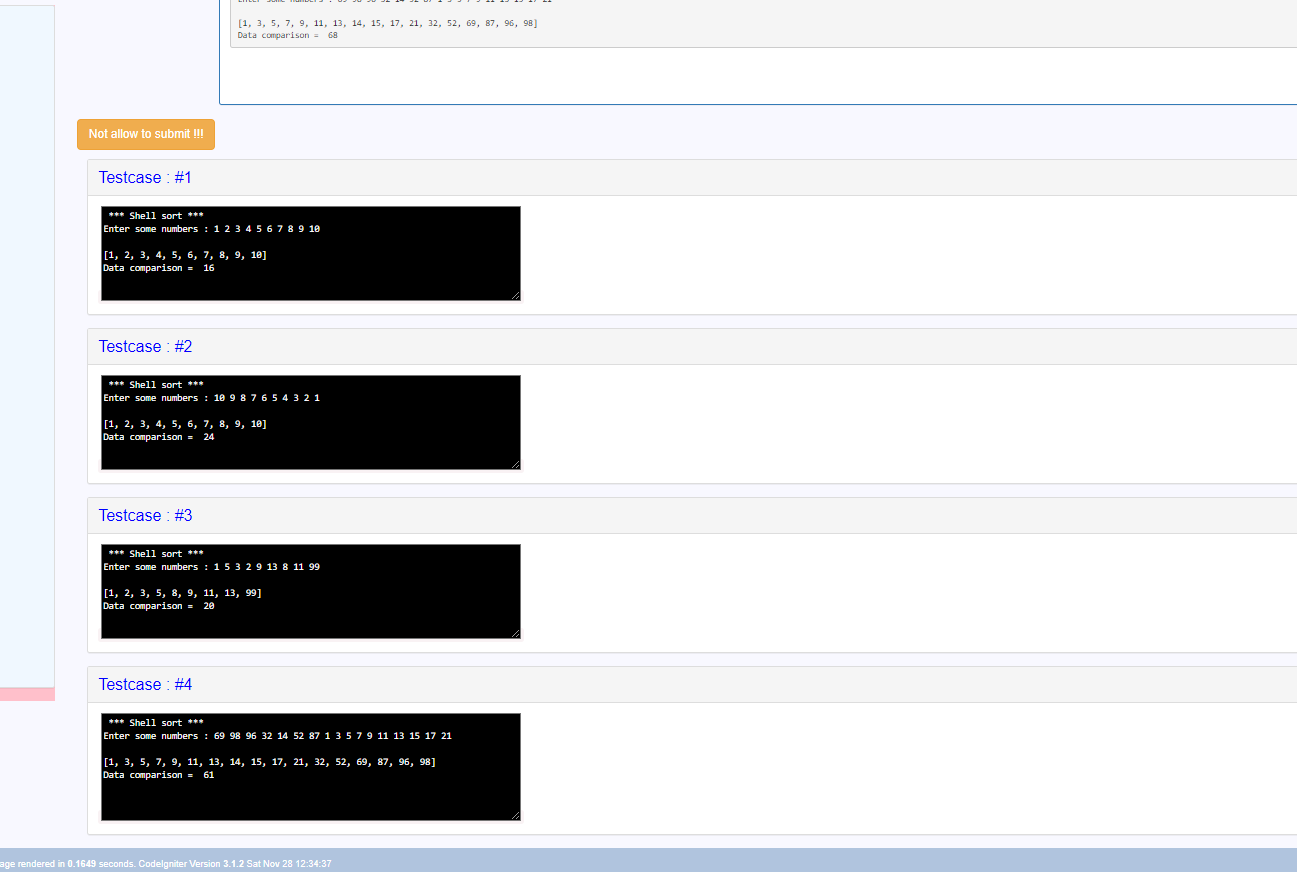 [1, 3, 5, 7, 9, 11, 13, 14, 15, 17, 21, 32, 52, 69, 87, 96, 98]
Data comparison =  68
Not allow to submit !!!
Testcase : #1
*** Shell sort ***
Enter some numbers : 1 2 3 4 5 6 7 8 9 10
[1, 2, 3, 4, 5, 6, 7, 8, 9, 10]
Data comparison =  16
Testcase : #2
*** Shell sort ***
Enter some numbers : 10 9 8 7 6 5 4 3 2 1
[1, 2, 3, 4, 5, 6, 7, 8, 9, 10]
Data comparison =  24
Testcase : #3
*** Shell sort ***
Enter some numbers : 1 5 3 2 9 13 8 11 99
[1, 2, 3, 5, 8, 9, 11, 13, 99]
Data comparison =  20
Testcase : #4
*** Shell sort ***
Enter some numbers : 69 98 96 32 14 52 87 1 3 5 7 9 11 13 15 17 21
[1, 3, 5, 7, 9, 11, 13, 14, 15, 17, 21, 32, 52, 69, 87, 96, 98]
Data comparison =  61
age rendered in 0.1649 seconds. CodeIgniter Version 3.1.2 Sat Nov 28 12:34:37